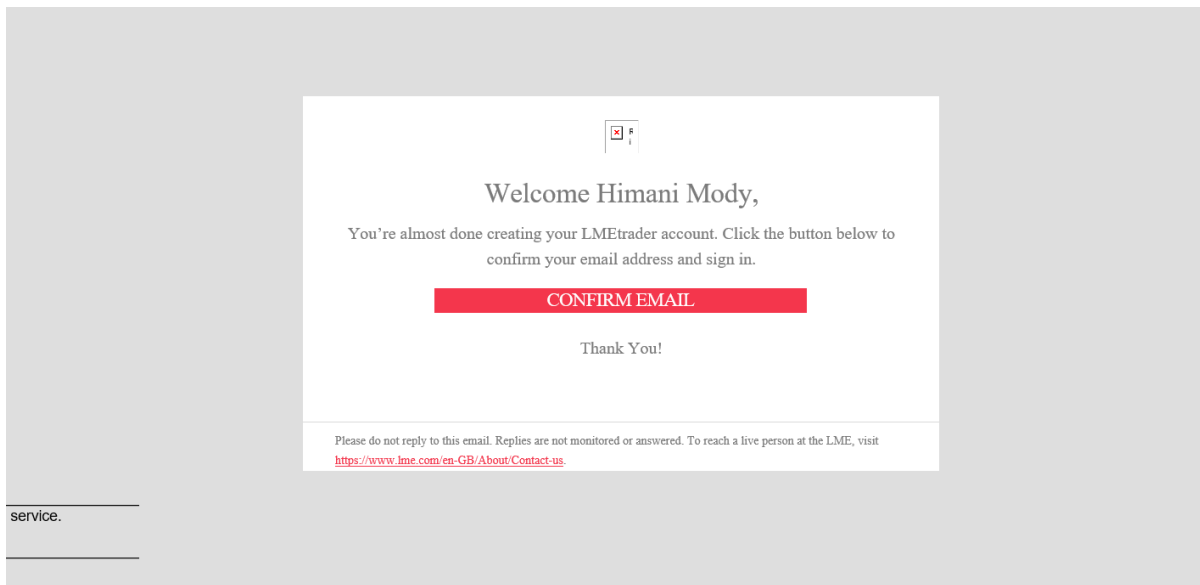 Welcome Himani Mody,
You’re almost done creating your LMEtrader account. Click the button below to
confirm your email address and sign in.
CONFIRM EMAIL
Thank You!
Please do not reply to this email. Replies are not monitored or answered. To reach a live person at the LME, visit
https://www.lme.com/en-GB/About/Contact-us.
service.